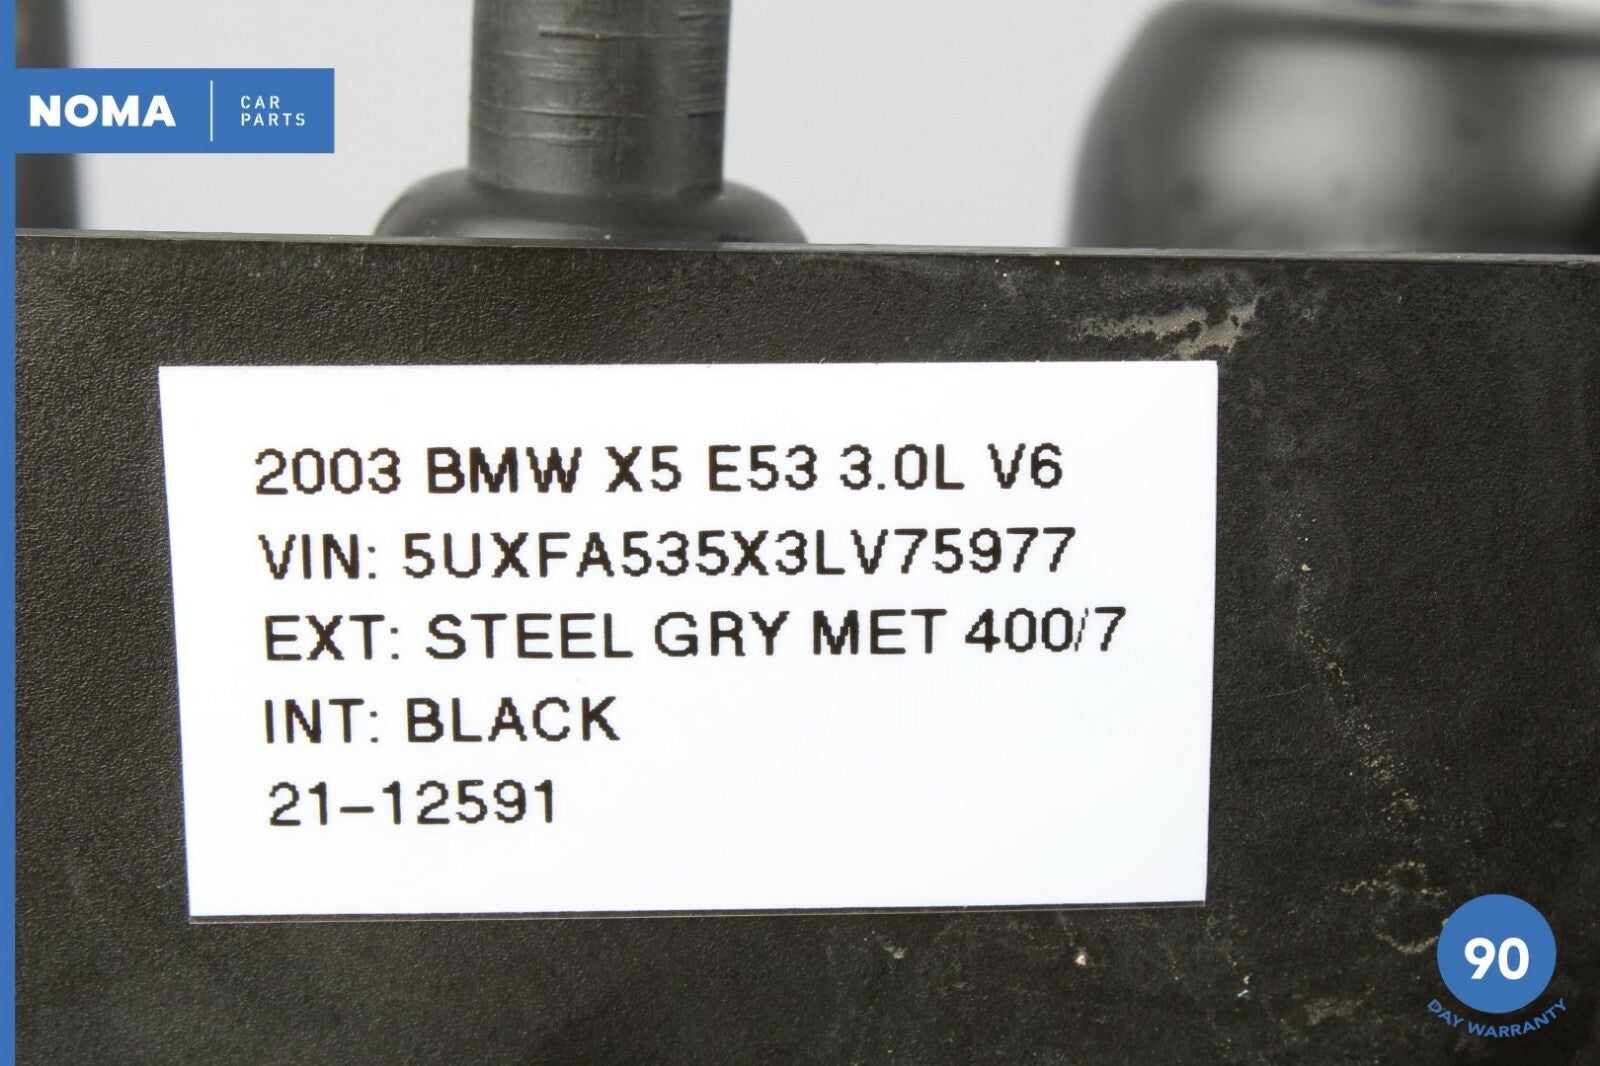 NOMA
CAR
PARTS
2003 BMW X5 E53 3.0L V6
VIN: 5UXFA535X3LV75977
EXT: STEEL GRY MET 400/7
INT: BLACK
21-12591
90
DAY WARRANTY